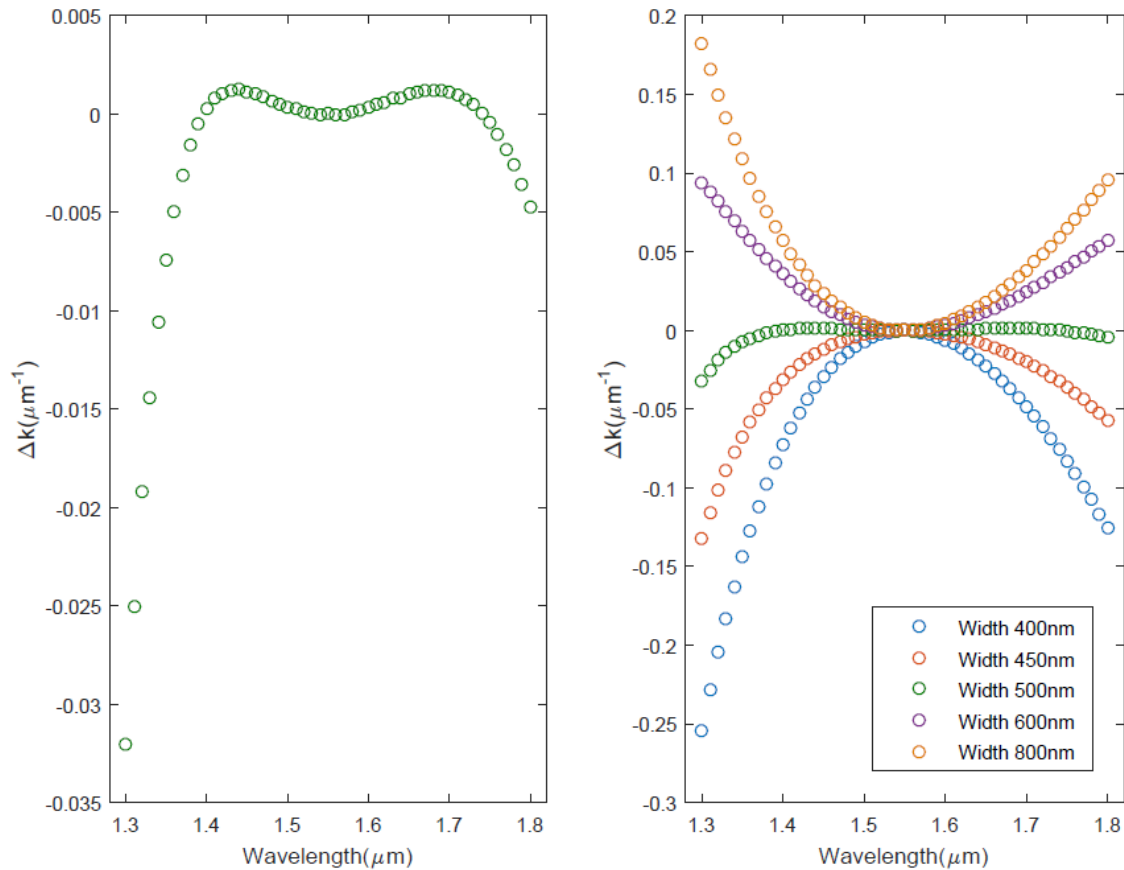 0.005
0
-0.005
-0.01
-0.015
-0.02
-0.025
-0.03
-0.035
1.3 1.4 1.5 1.6 1.7 1.8
Wavelength(μm)
Δk(μm⁻¹)
0.2
0.15
0.1
0.05
0
-0.05
-0.1
-0.15
-0.2
-0.25
-0.3
1.3 1.4 1.5 1.6 1.7 1.8
Wavelength(μm)
Δk(μm⁻¹)
Width 400nm
Width 450nm
Width 500nm
Width 600nm
Width 800nm